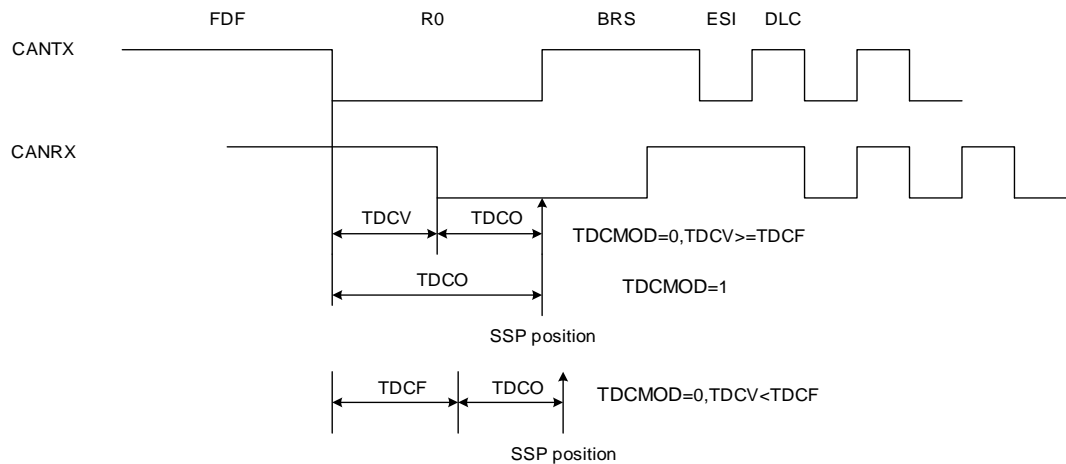 FDF R0 BRS ESI DLC
CANTX
CANRX
TDCV TDCO TDCMOD=0,TDCV>=TDCF
TDCO TDCMOD=1
SSP position
TDCF TDCO TDCMOD=0,TDCV<TDCF
SSP position